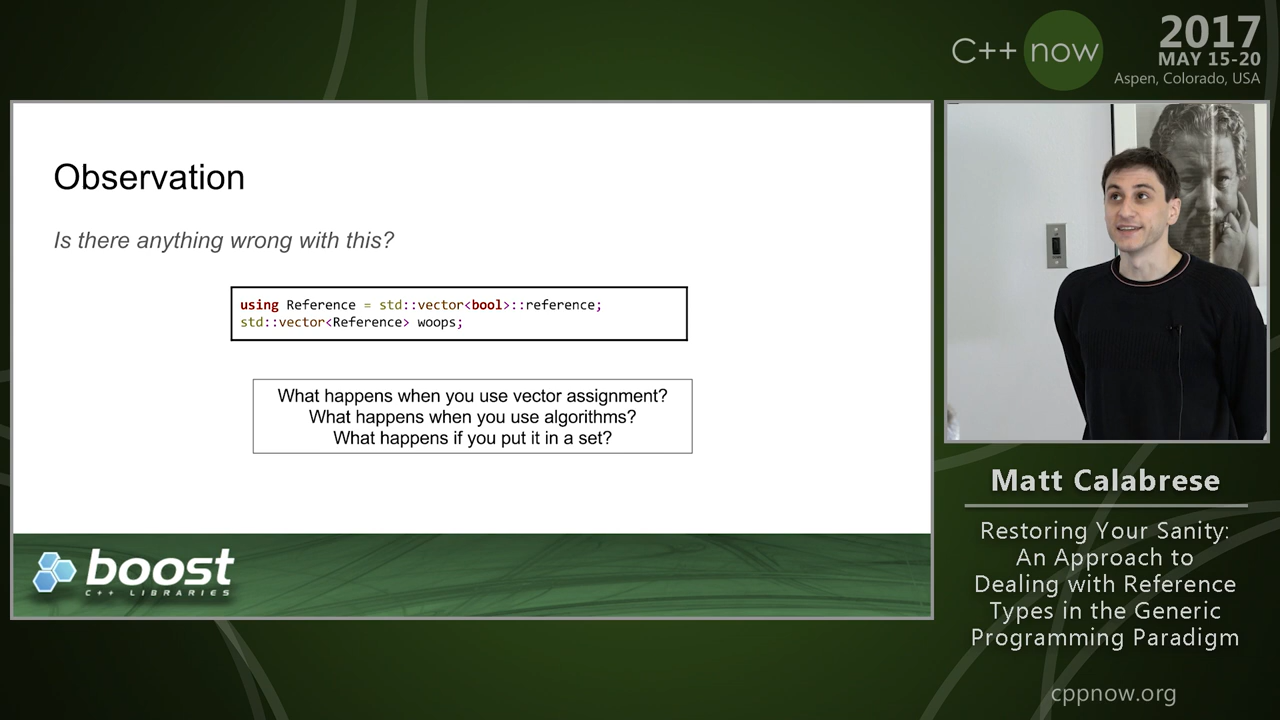 C++ now
2017
MAY 15-20
Aspen, Colorado, USA
Observation
Is there anything wrong with this?
using Reference = std::vector<bool>::reference;
std::vector<Reference> woops;
What happens when you use vector assignment?
What happens when you use algorithms?
What happens if you put it in a set?
boost
C++ LIBRARIES
Matt Calabrese
Restoring Your Sanity:
An Approach to
Dealing with Reference
Types in the Generic
Programming Paradigm
cppnow.org